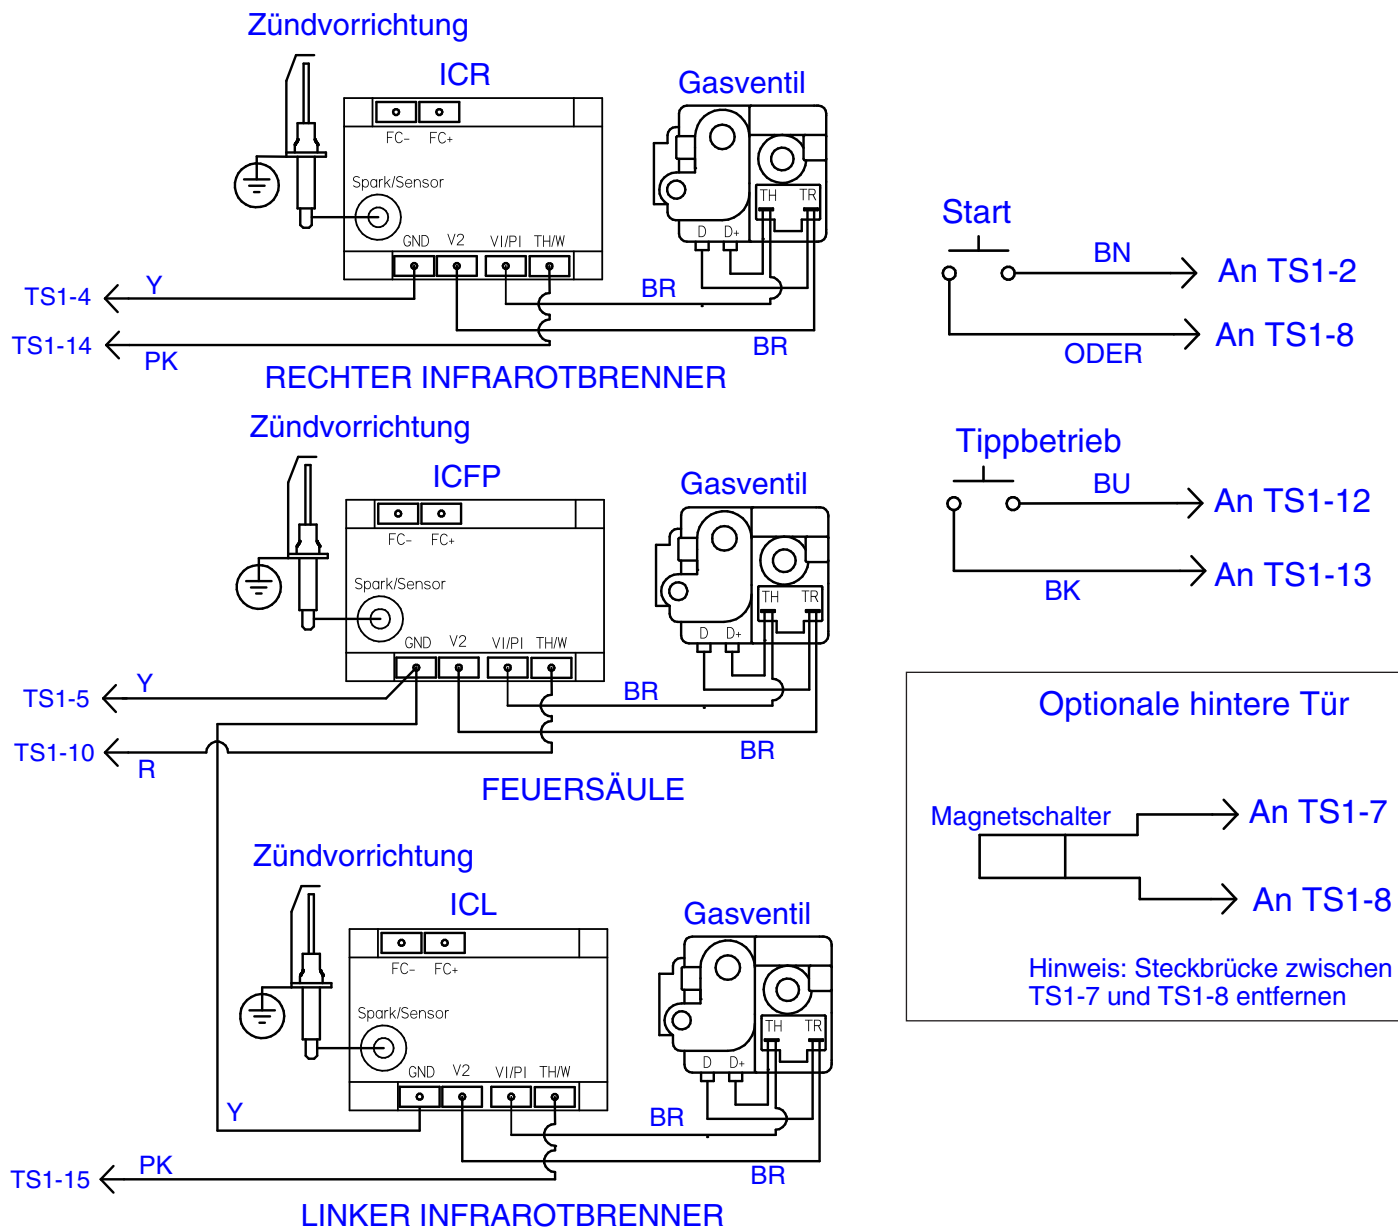 Zündvorrichtung
ICR
Gasventil
FC- FC+
Spark/Sensor
GND V2 VI/PI TH/W
TH TR
D D+
TS1-4 Y
BR
TS1-14 PK
BR
RECHTER INFRAROTBRENNER
Start
BN
An TS1-2
An TS1-8
ODER
Zündvorrichtung
ICFP
Gasventil
FC- FC+
Spark/Sensor
GND V2 VI/PI TH/W
TH TR
D D+
TS1-5 Y
BR
TS1-10 R
BR
FEUERSÄULE
Tippbetrieb
BU
An TS1-12
An TS1-13
BK
Zündvorrichtung
ICL
Gasventil
FC- FC+
Spark/Sensor
GND V2 VI/PI TH/W
TH TR
D D+
Y
BR
TS1-15 PK
BR
LINKER INFRAROTBRENNER
Optionale hintere Tür
Magnetschalter
An TS1-7
An TS1-8
Hinweis: Steckbrücke zwischen
TS1-7 und TS1-8 entfernen